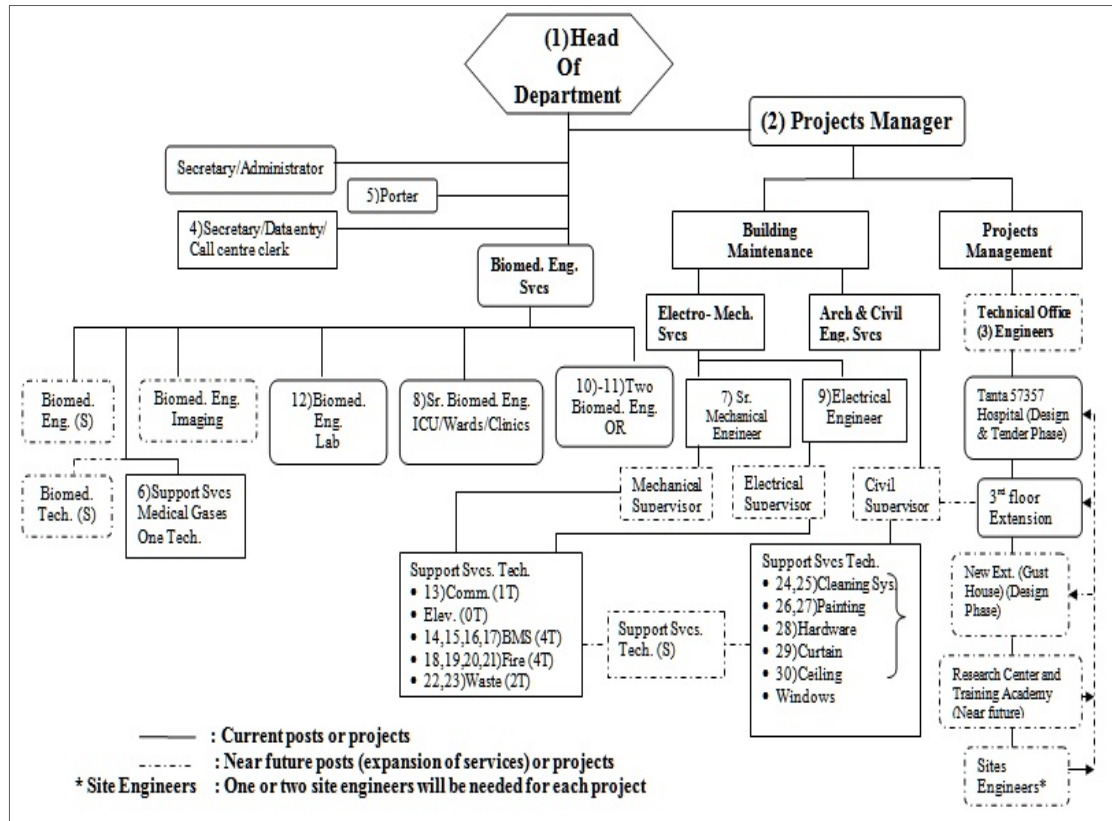 (1)Head
Of
Department
(2) Projects Manager
Secretary/Administrator
5)Porter
4)Secretary/Data entry/
Call centre clerk
Biomed. Eng.
Svcs
Building
Maintenance
Projects
Management
Electro- Mech.
Svcs
Arch & Civil
Eng. Svcs
Technical Office
(3) Engineers
Biomed.
Eng. (S)
Biomed. Eng.
Imaging
12)Biomed.
Eng.
Lab
8)Sr. Biomed. Eng.
ICU/Wards/Clinics
10)-11)Two
Biomed. Eng.
OR
7) Sr.
Mechanical
Engineer
9)Electrical
Engineer
Tanta 57357
Hospital (Design
& Tender Phase)
Biomed.
Tech. (S)
6)Support Svcs
Medical Gases
One Tech.
Mechanical
Supervisor
Electrical
Supervisor
Civil
Supervisor
3rd floor
Extension
Support Svcs. Tech.
• 13)Comm. (1T)
• Elev. (0T)
• 14,15,16,17)BMS (4T)
• 18,19,20,21)Fire (4T)
• 22,23)Waste (2T)
Support Svcs.
Tech. (S)
Support Svcs Tech.
• 24,25)Cleaning Sys.
• 26,27)Painting
• 28)Hardware
• 29)Curtain
• 30)Ceiling
• Windows
New Ext. (Gust
House) (Design
Phase)
Research Center and
Training Academy
(Near future)
Sites
Engineers*
: Current posts or projects
: Near future posts (expansion of services) or projects
* Site Engineers : One or two site engineers will be needed for each project